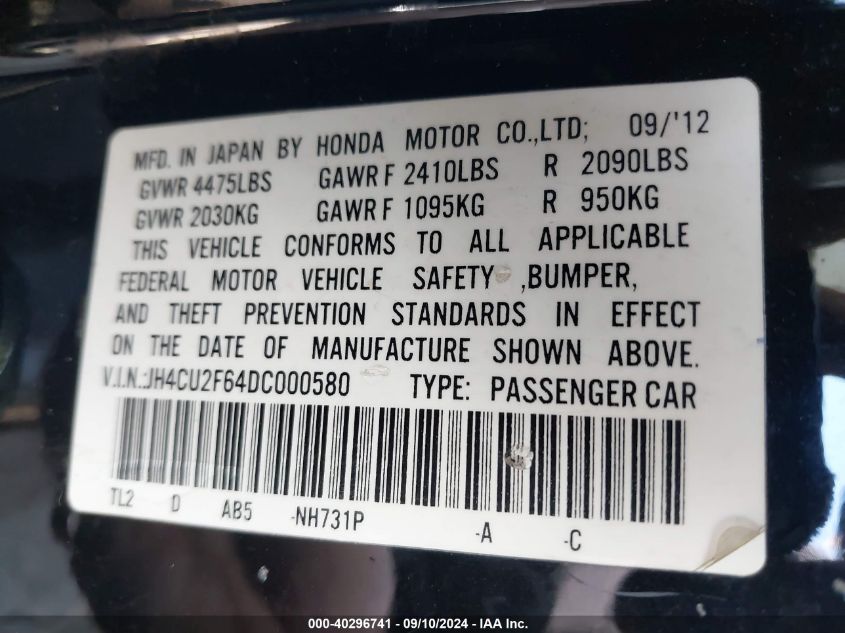 MFD. IN JAPAN BY HONDA MOTOR CO.,LTD; 09/'12
GVWR 4475LBS GAWR F 2410LBS R 2090LBS
GVWR 2030KG GAWR F 1095KG R 950KG
THIS VEHICLE CONFORMS TO ALL APPLICABLE
FEDERAL MOTOR VEHICLE SAFETY ,BUMPER,
AND THEFT PREVENTION STANDARDS IN EFFECT
ON THE DATE OF MANUFACTURE SHOWN ABOVE.
V.I.N.:JH4CU2F64DC000580 TYPE: PASSENGER CAR
TL2 D AB5 -NH731P -A -C
000-40296741 - 09/10/2024 - IAA, Inc.